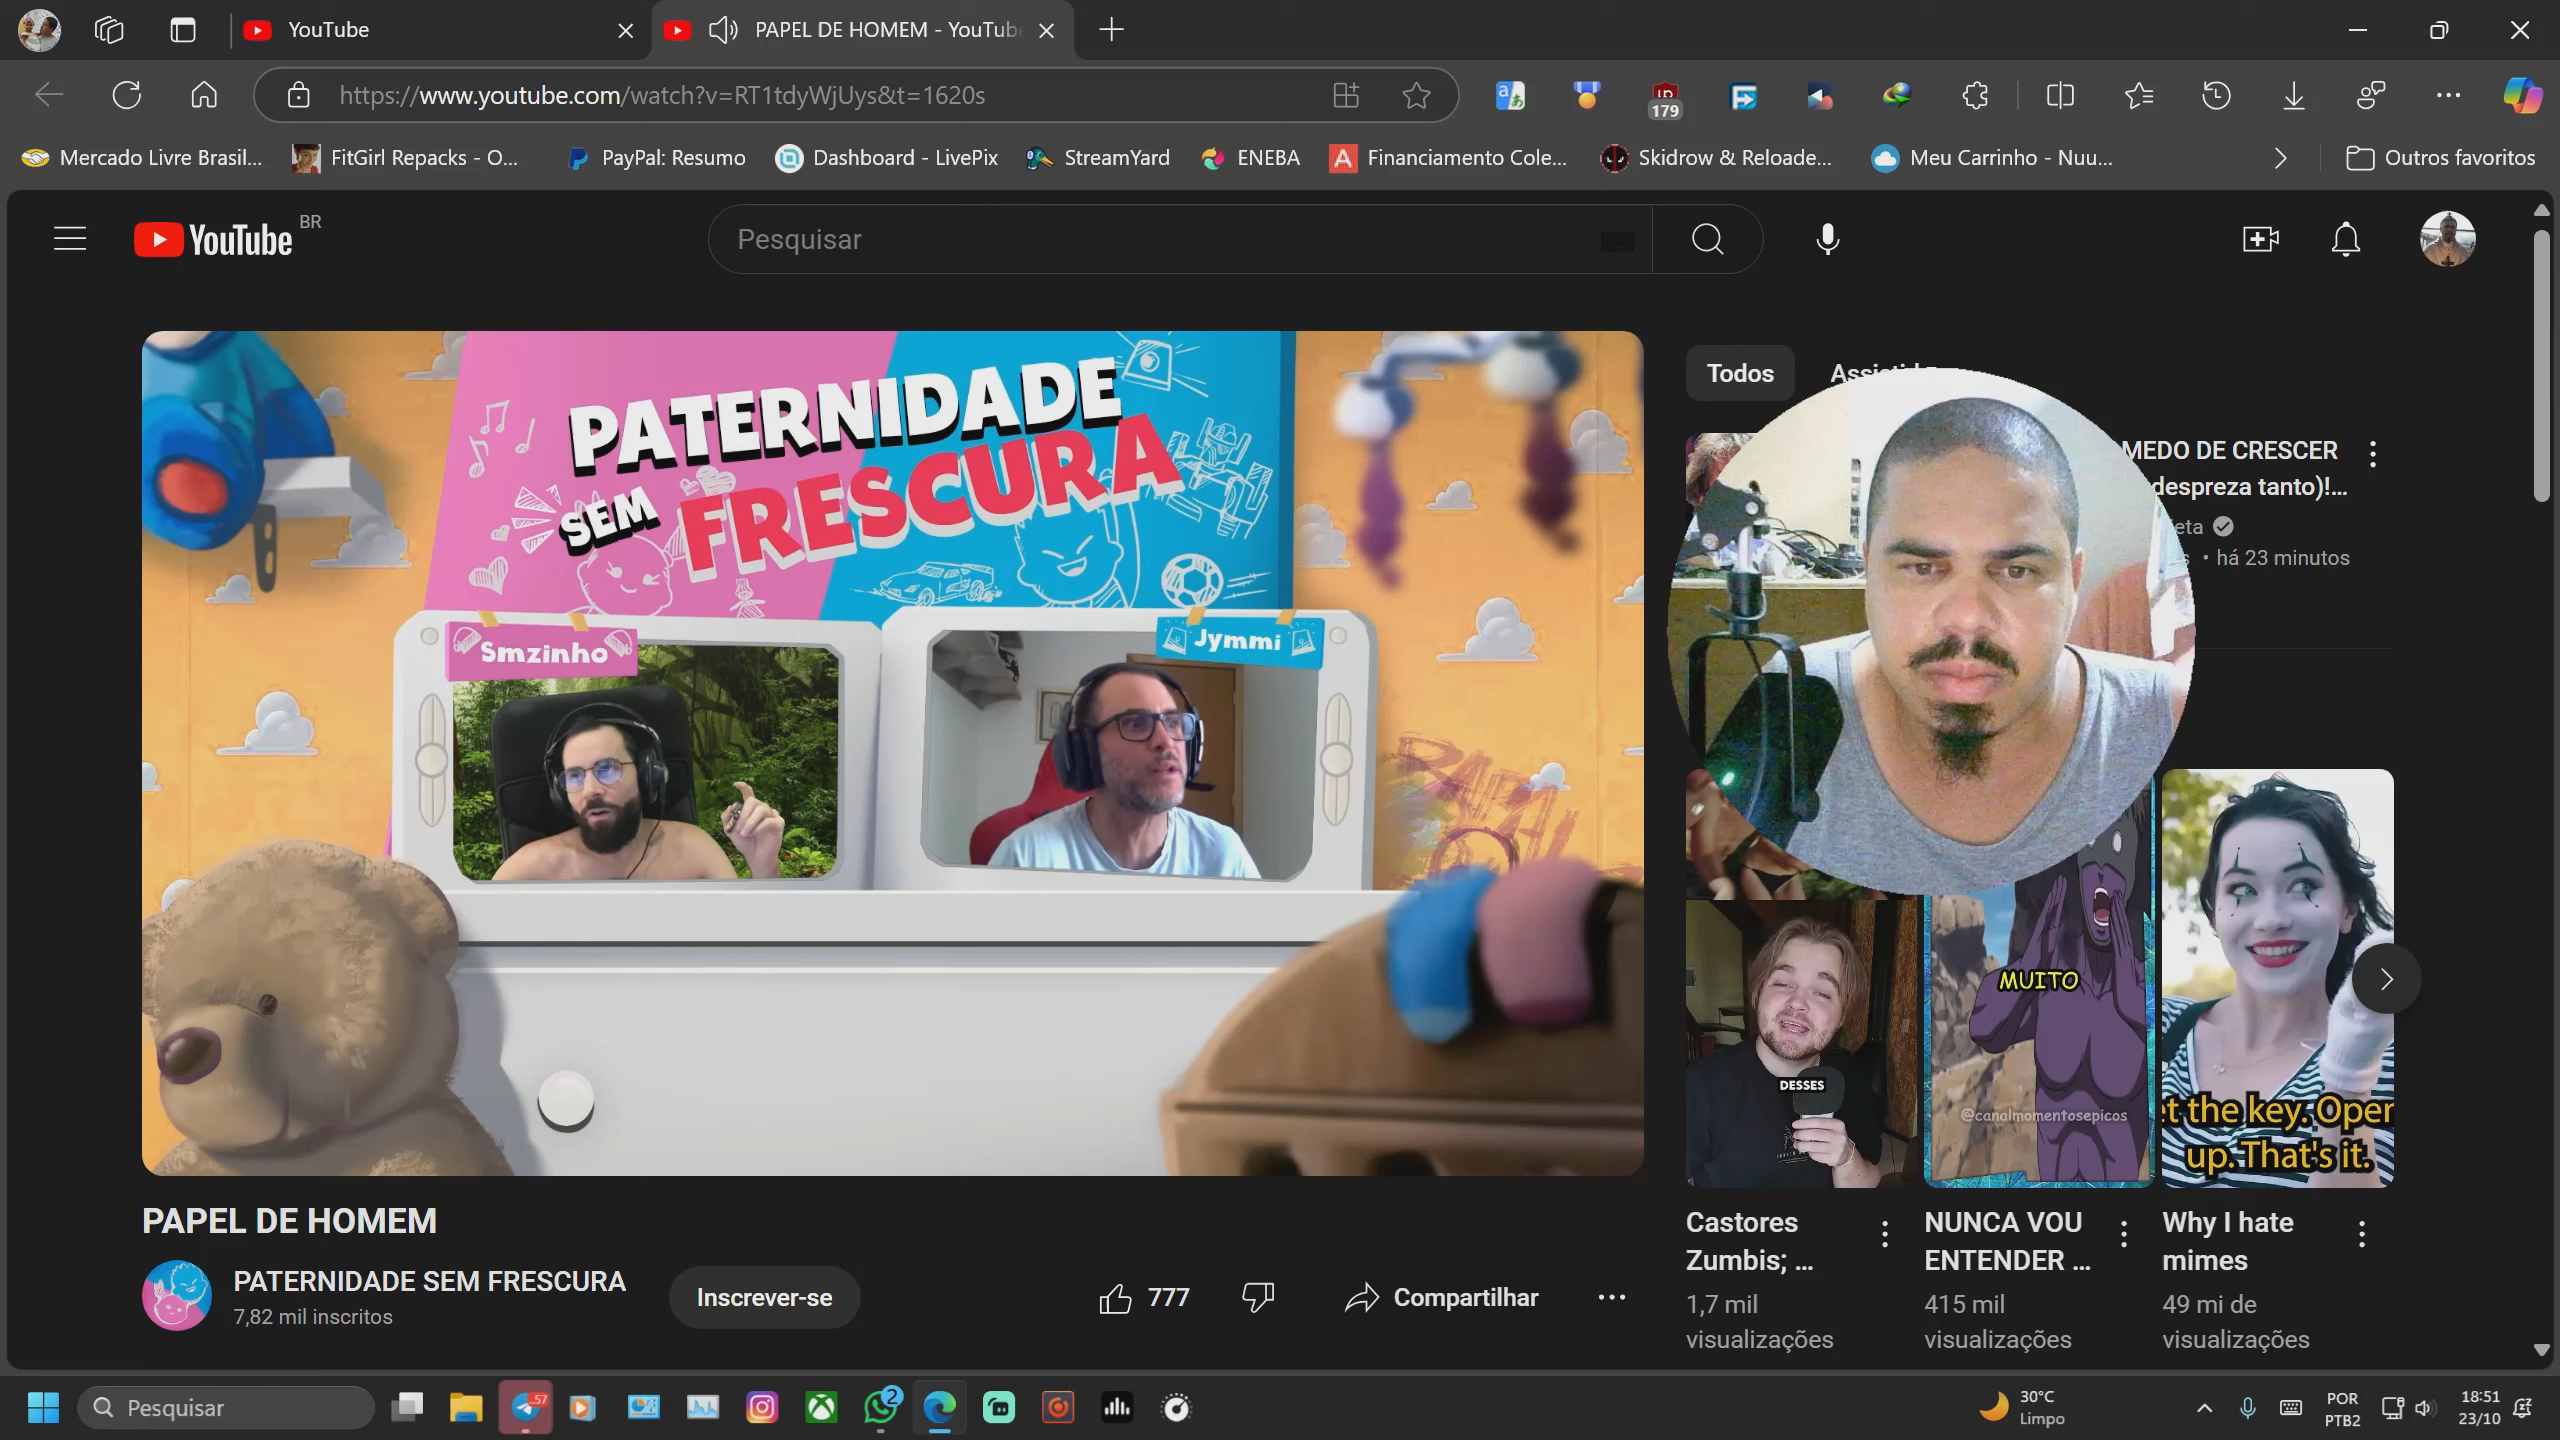 YouTube
PAPEL DE HOMEM - YouTube
https://www.youtube.com/watch?v=RT1tdyWjUys&t=1620s
179
Mercado Livre Brasil...
FitGirl Repacks - O...
PayPal: Resumo
Dashboard - LivePix
StreamYard
ENEBA
Financiamento Cole...
Skidrow & Reloade...
Meu Carrinho - Nuu...
Outros favoritos
YouTube
BR
Pesquisar
PATERNIDADE
SEM FRESCURA
Smzinho
Jymmi
Todos
MEDO DE CRESCER
despreza tanto)!...
• há 23 minutos
MUITO
DESSES
@canalmomentosepicos
et the key. Open
up. That's it.
PAPEL DE HOMEM
PATERNIDADE SEM FRESCURA
7,82 mil inscritos
Inscrever-se
777
Compartilhar
Castores
Zumbis; ...
1,7 mil
visualizações
NUNCA VOU
ENTENDER ...
415 mil
visualizações
Why I hate
mimes
49 mi de
visualizações
Pesquisar
57
2
30°C
Limpo
POR
PTB2
18:51
23/10